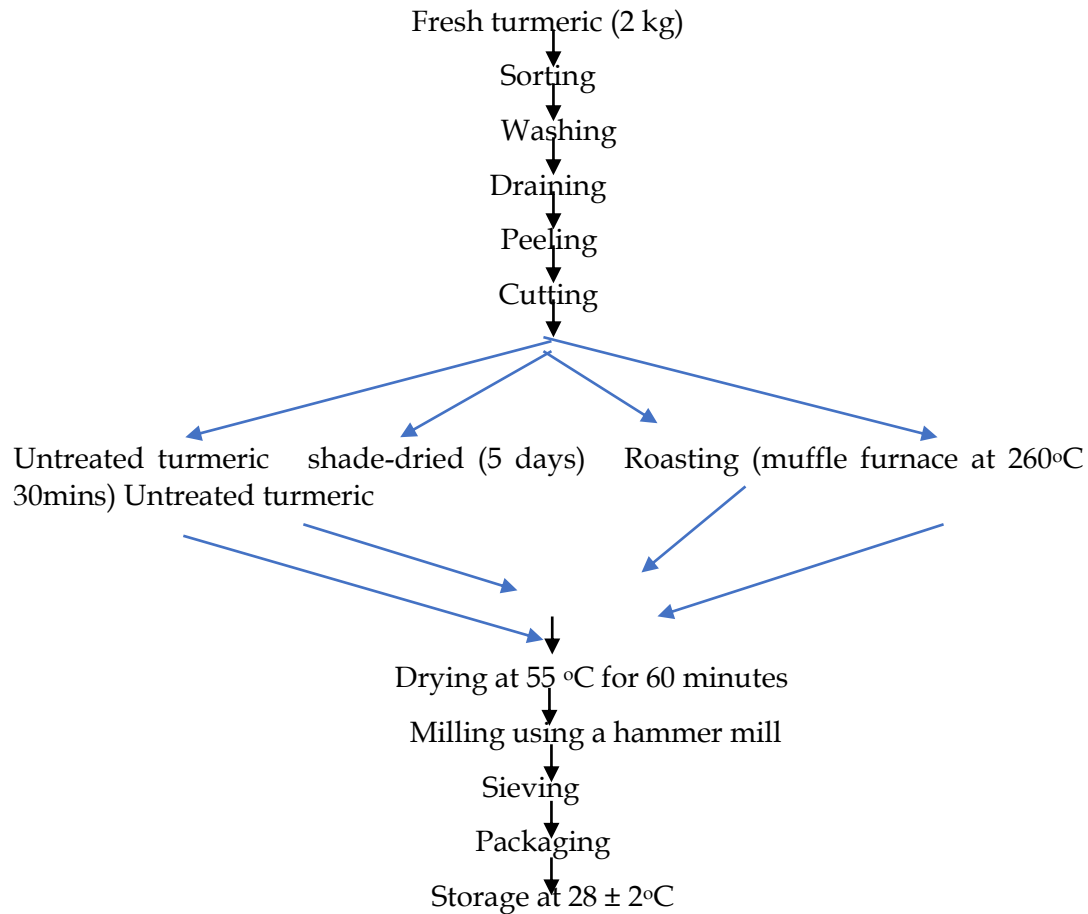 Fresh turmeric (2 kg)
Sorting
Washing
Draining
Peeling
Cutting
Untreated turmeric shade-dried (5 days) Roasting (muffle furnace at 260oC
30mins) Untreated turmeric
Drying at 55 oC for 60 minutes
Milling using a hammer mill
Sieving
Packaging
Storage at 28 ± 2oC